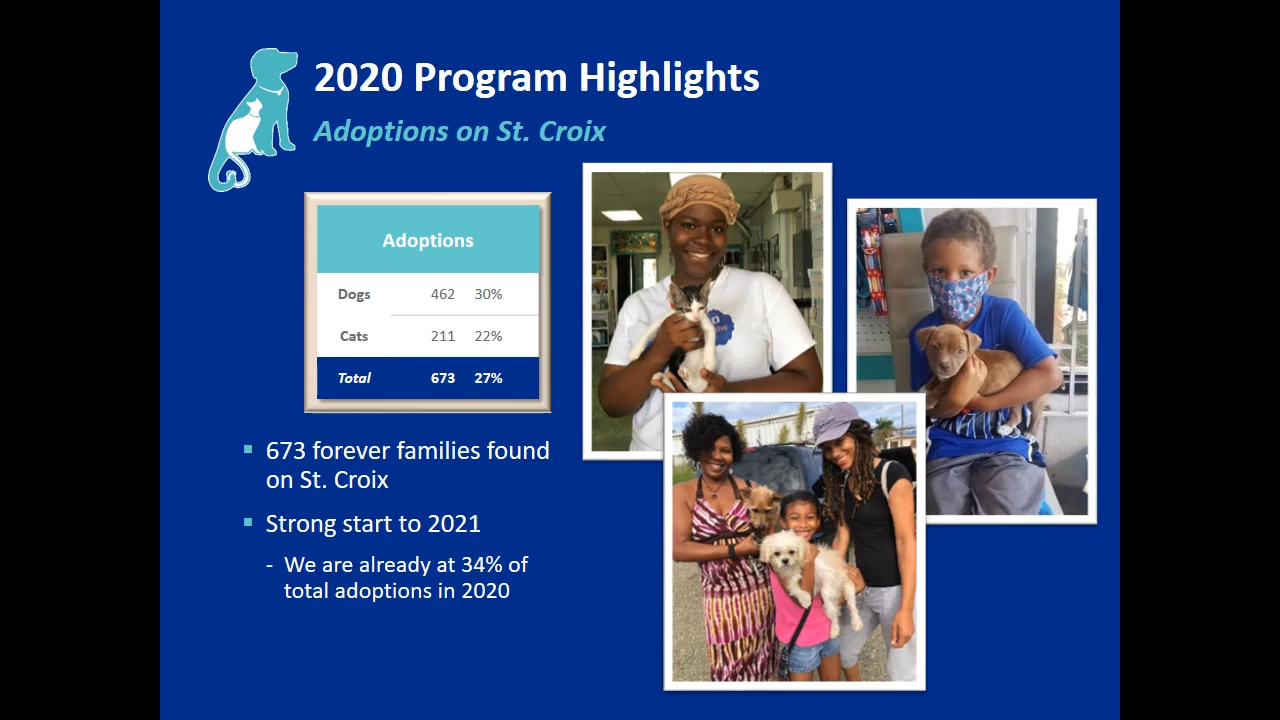 2020 Program Highlights
Adoptions on St. Croix
Adoptions
Dogs 462 30%
Cats 211 22%
Total 673 27%
▪ 673 forever families found
on St. Croix
▪ Strong start to 2021
- We are already at 34% of
total adoptions in 2020